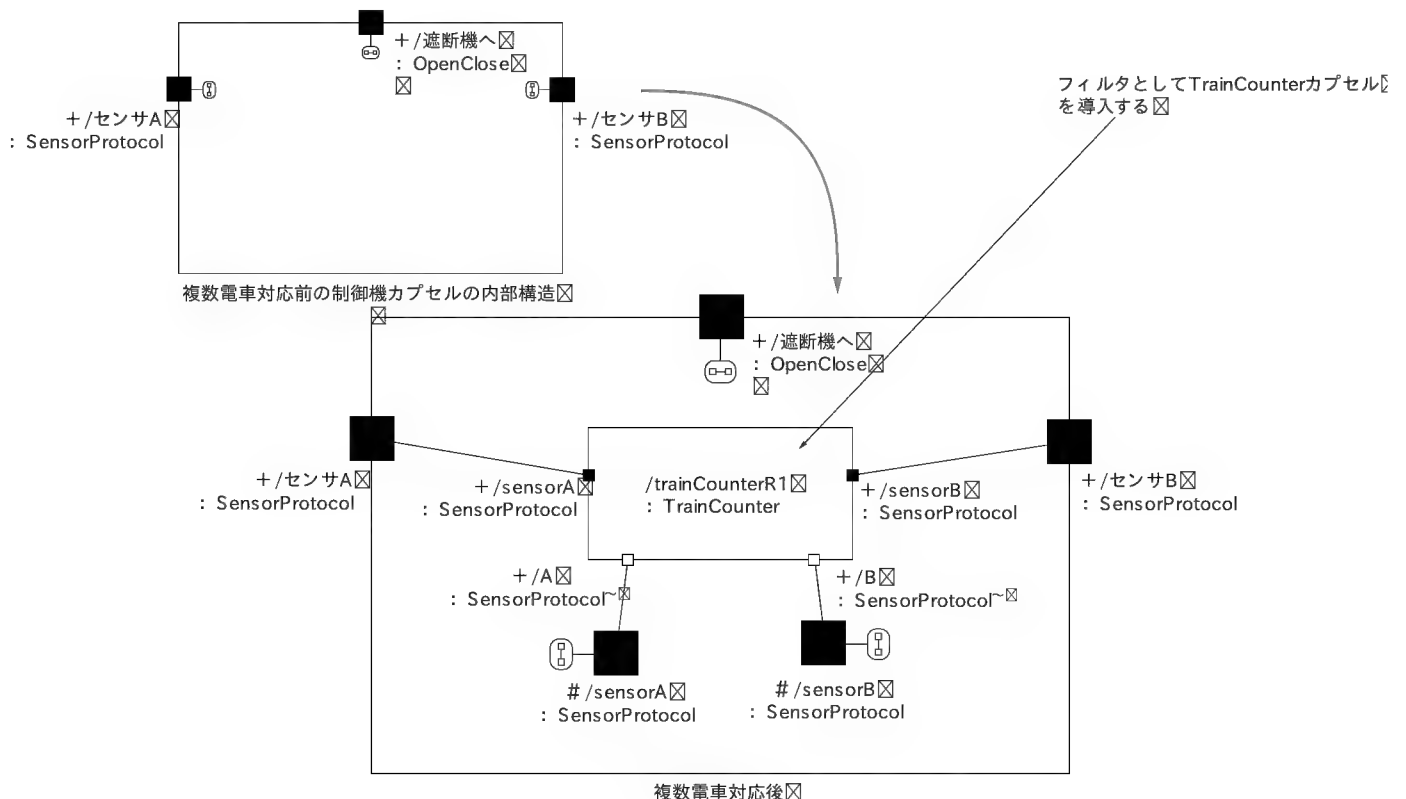 +/遮断機へ
: OpenClose
+/センサA
: SensorProtocol
+/センサB
: SensorProtocol
複数電車対応前の制御機カプセルの内部構造
フィルタとしてTrainCounterカプセル
を導入する
+/遮断機へ
: OpenClose
+/センサA
: SensorProtocol
+/sensorA
: SensorProtocol
/trainCounterR1
: TrainCounter
+/sensorB
: SensorProtocol
+/センサB
: SensorProtocol
+/A
: SensorProtocol~
+/B
: SensorProtocol~
#/sensorA
: SensorProtocol
#/sensorB
: SensorProtocol
複数電車対応後